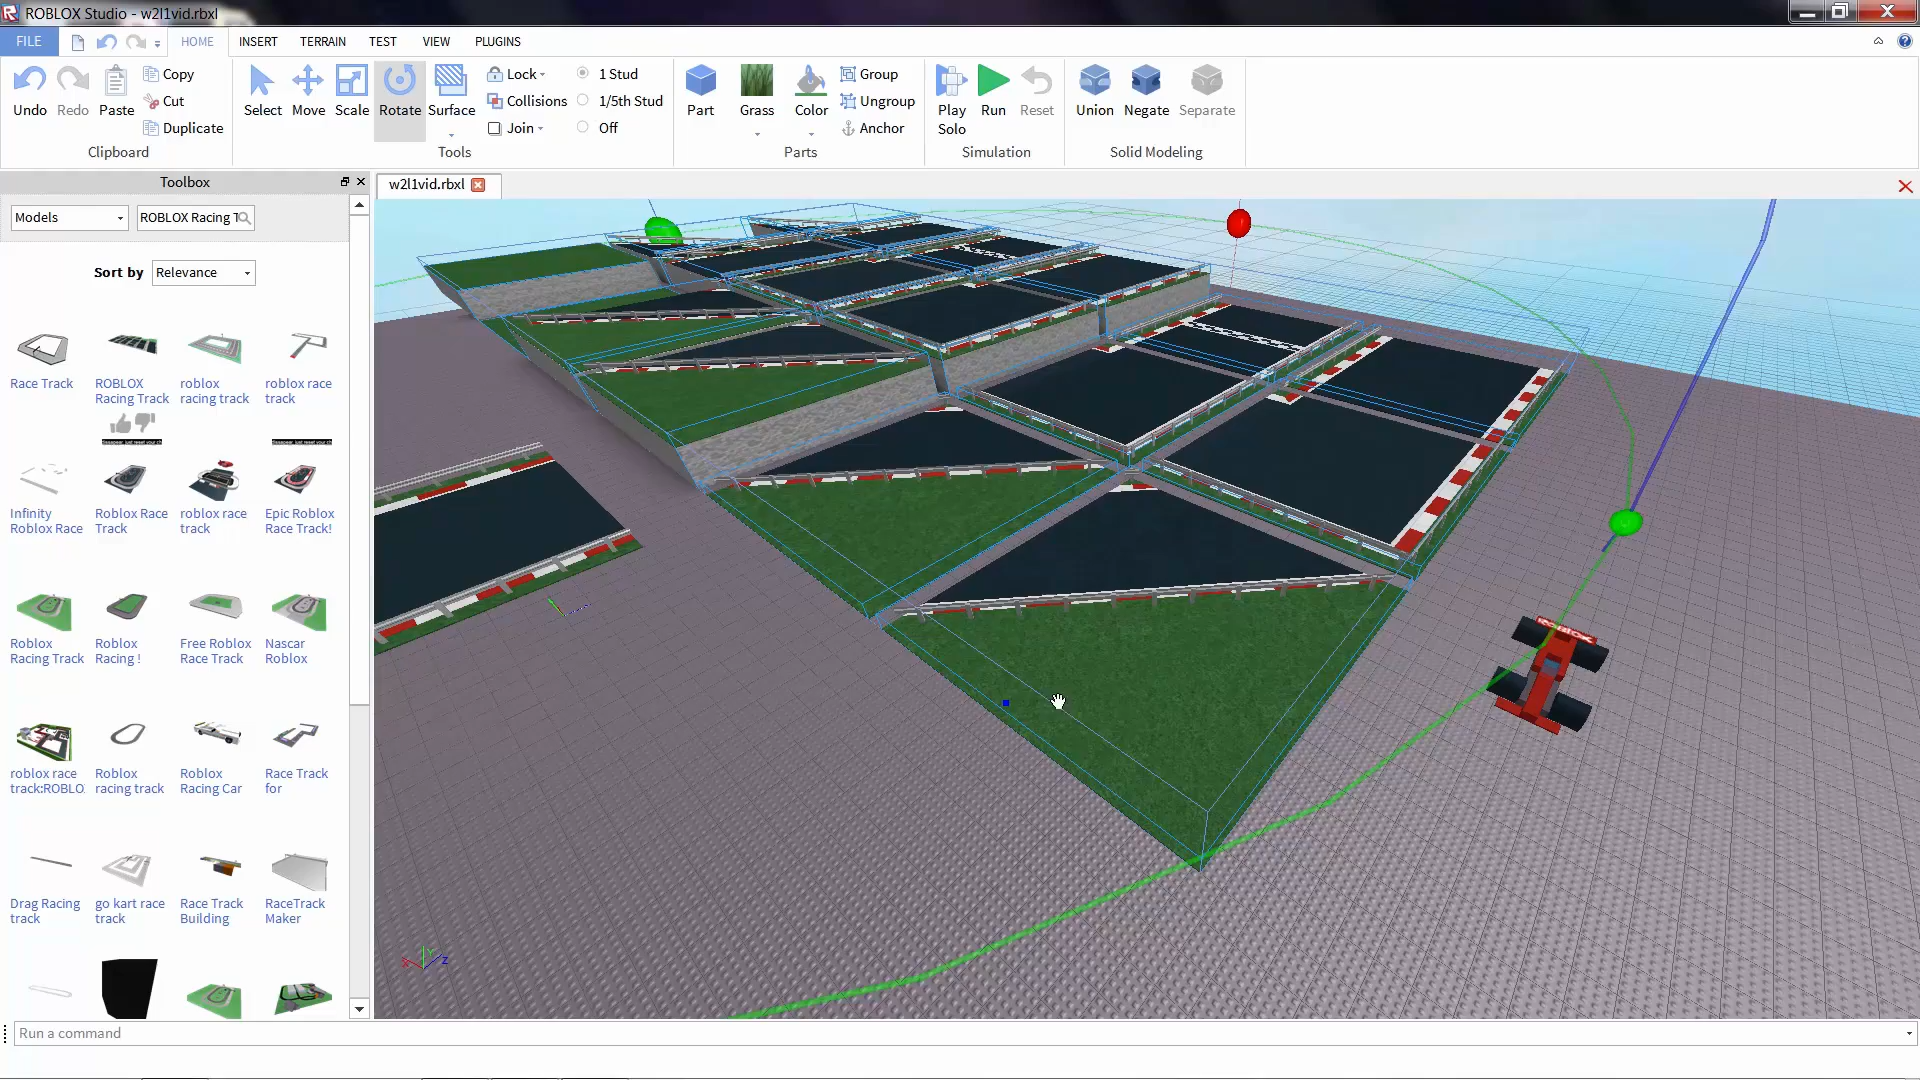 ROBLOX Studio - w2l1vid.rbxl
FILE
HOME
INSERT
TERRAIN
TEST
VIEW
PLUGINS
Undo
Redo
Paste
Copy
Cut
Duplicate
Clipboard
Select
Move
Scale
Rotate
Surface
Lock
Collisions
Join
1 Stud
1/5th Stud
Off
Tools
Part
Grass
Color
Group
Ungroup
Anchor
Parts
Play
Solo
Run
Reset
Simulation
Union
Negate
Separate
Solid Modeling
Toolbox
w2l1vid.rbxl
Models
ROBLOX Racing T
Sort by
Relevance
Race Track
ROBLOX
Racing Track
roblox
racing track
roblox race
track
Infinity
Roblox Race
Roblox Race
Track
roblox race
track
Epic Roblox
Race Track!
Roblox
Racing Track
Roblox
Racing !
Free Roblox
Race Track
Nascar
Roblox
roblox race
track:ROBLO
Roblox
racing track
Roblox
Racing Car
Race Track
for
Drag Racing
track
go kart race
track
Race Track
Building
RaceTrack
Maker
Y
Z
Run a command